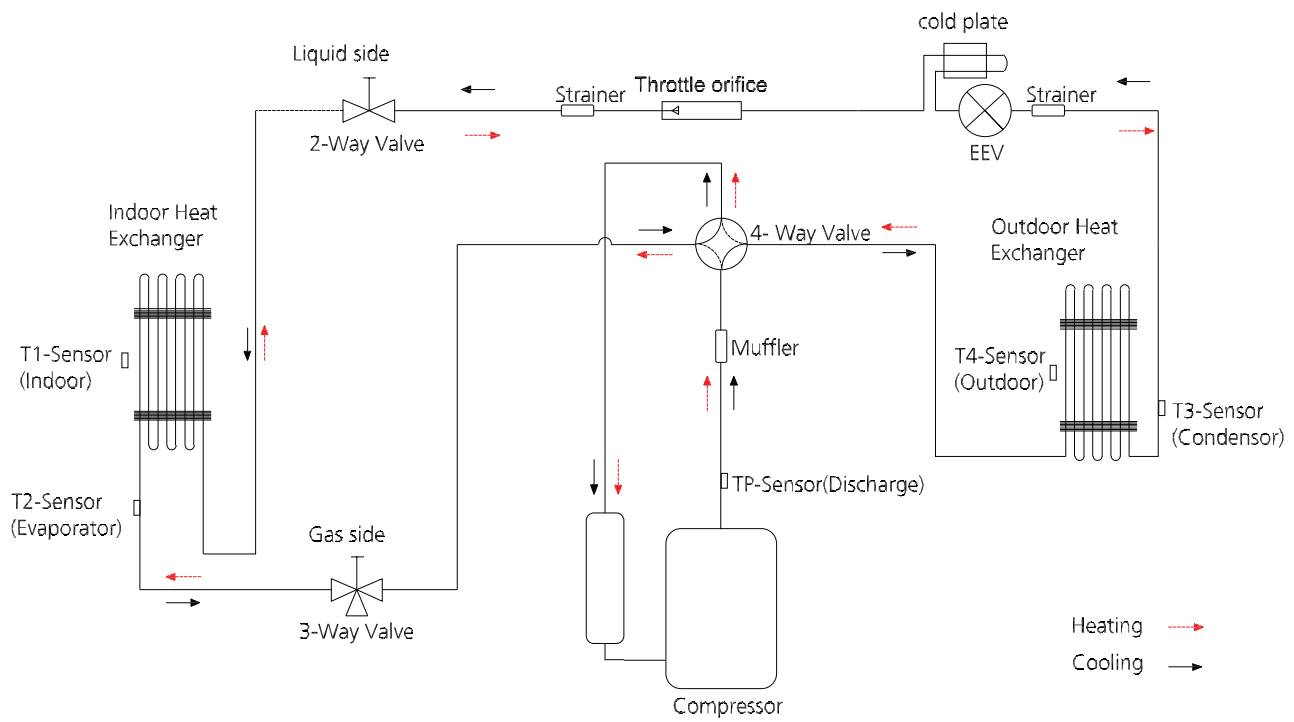 cold plate
Liquid side
Throttle orifice
Strainer
Strainer
2-Way Valve
EEV
Indoor Heat
Exchanger
4- Way Valve
Outdoor Heat
Exchanger
T1-Sensor
(Indoor)
Muffler
T4-Sensor
(Outdoor)
T3-Sensor
(Condensor)
T2-Sensor
(Evaporator)
TP-Sensor(Discharge)
Gas side
3-Way Valve
Heating
Cooling
Compressor